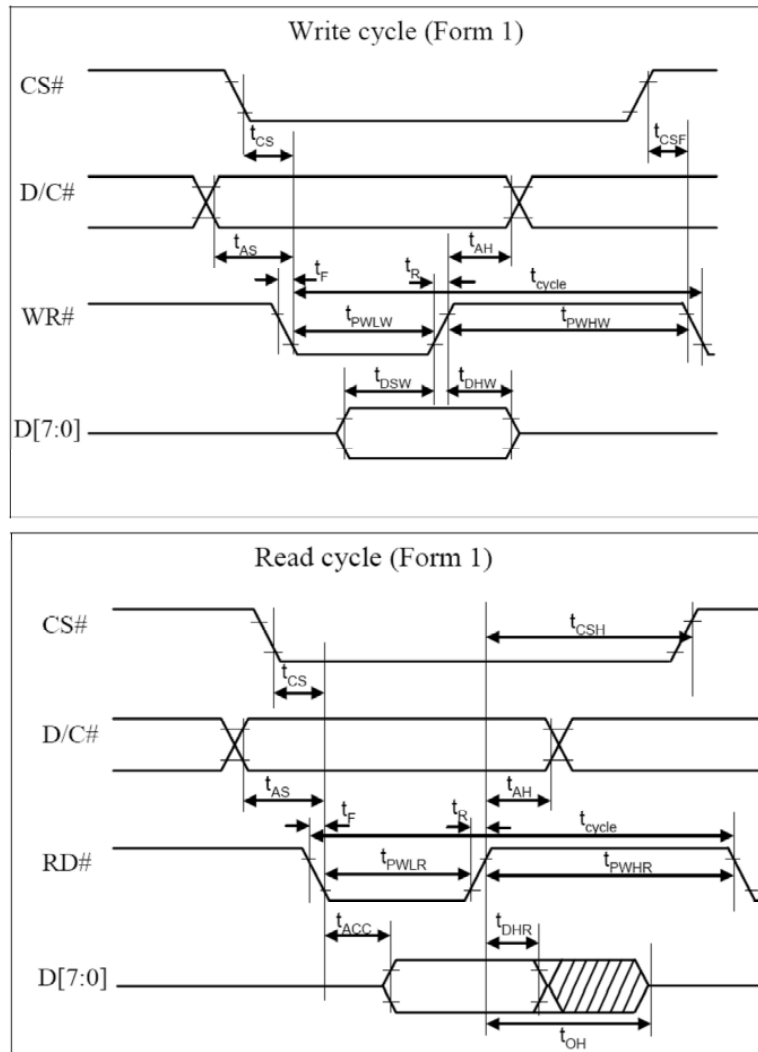 Write cycle (Form 1)
CS#
tCS
tCSF
D/C#
tAS
tF
tR
tAH
tcycle
WR#
tPWLW
tPWHW
tDSW
tDHW
D[7:0]
Read cycle (Form 1)
CS#
tCSH
tCS
D/C#
tAS
tF
tR
tAH
tcycle
RD#
tPWLR
tPWHR
tACC
tDHR
D[7:0]
tOH